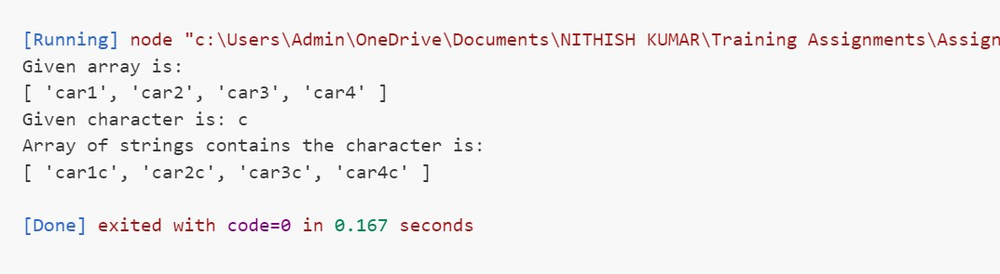 [Running] node "c:\Users\Admin\OneDrive\Documents\NITHISH KUMAR\Training Assignments\Assign
Given array is:
[ 'car1', 'car2', 'car3', 'car4' ]
Given character is: c
Array of strings contains the character is:
[ 'car1c', 'car2c', 'car3c', 'car4c' ]
[Done] exited with code=0 in 0.167 seconds